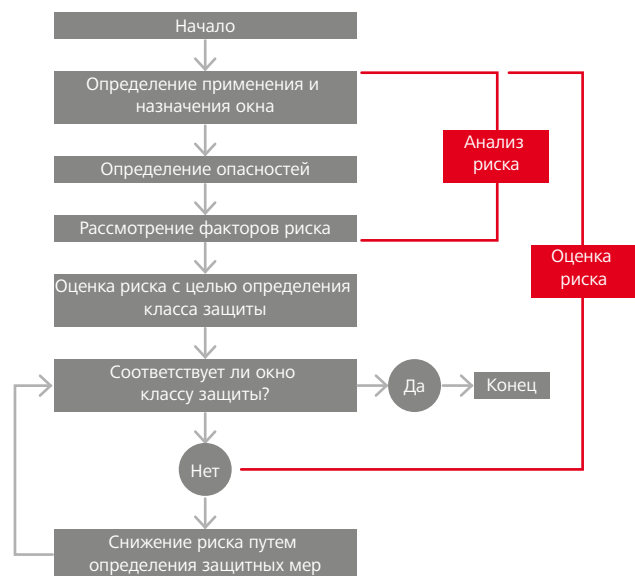 Начало
Определение применения и
назначения окна
Определение опасностей
Рассмотрение факторов риска
Оценка риска с целью определения
класса защиты
Соответствует ли окно
классу защиты?
Да
Конец
Нет
Снижение риска путем
определения защитных мер
Анализ
риска
Оценка
риска